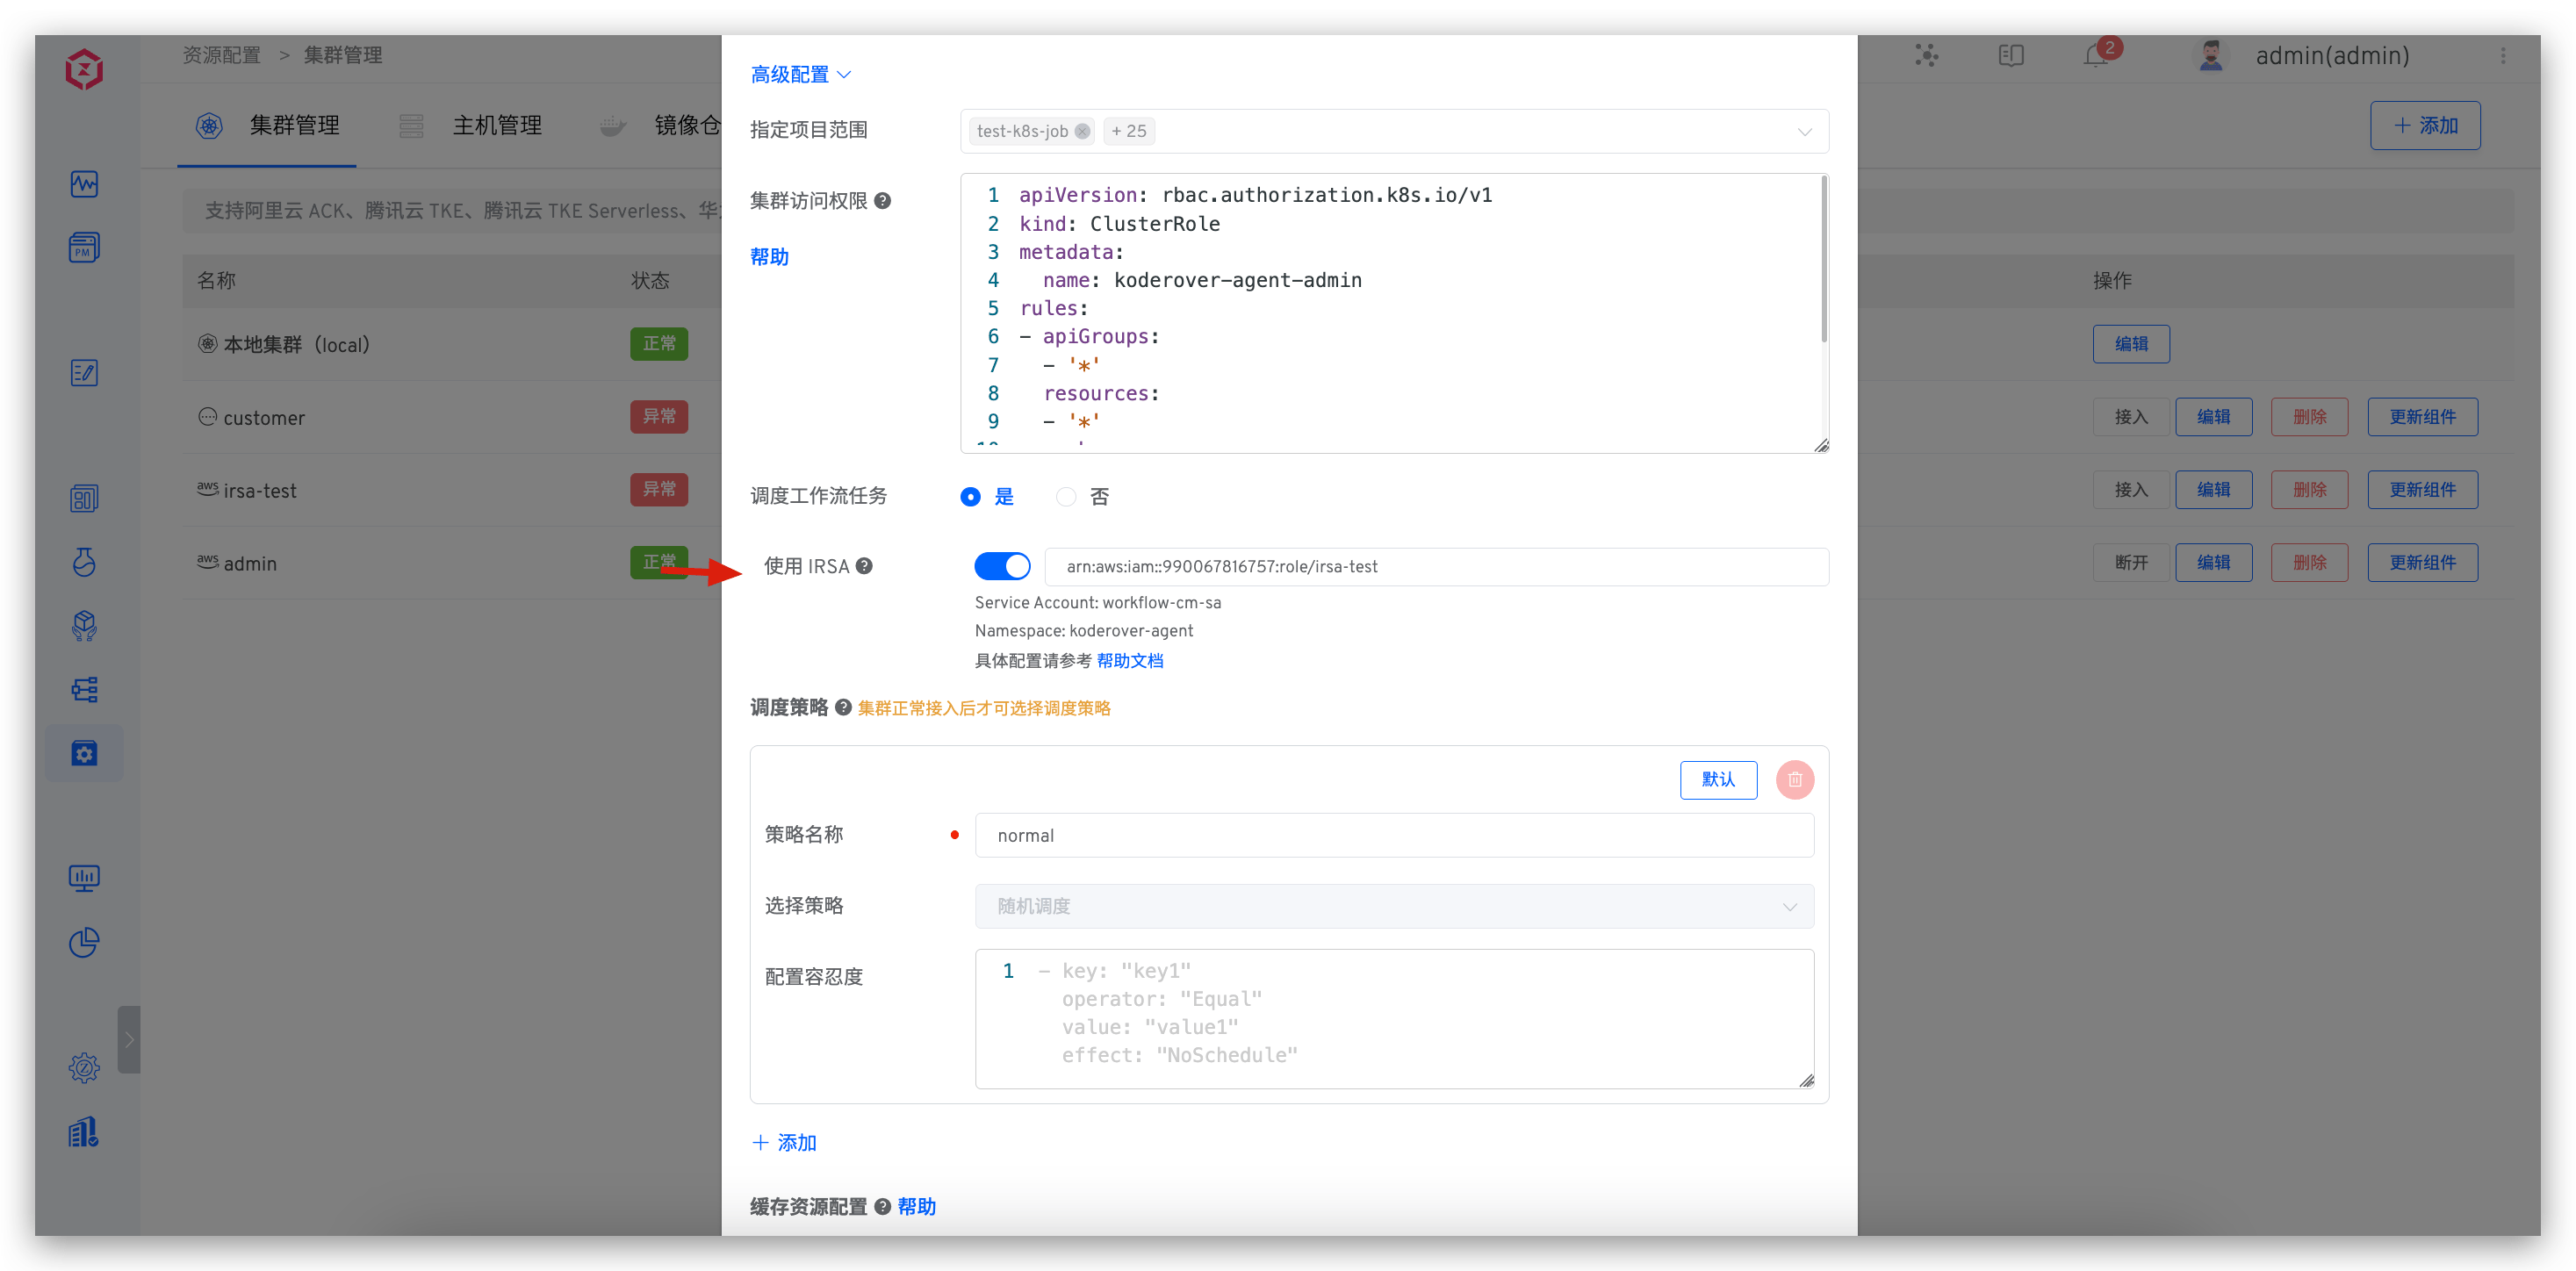 资源配置 > 集群管理
2
admin(admin)
集群管理
主机管理
镜像仓
+ 添加
支持阿里云 ACK、腾讯云 TKE、腾讯云 TKE Serverless、华
名称
状态
操作
本地集群（local）
正常
编辑
customer
异常
接入
编辑
删除
更新组件
aws irsa-test
异常
接入
编辑
删除
更新组件
aws admin
正常
断开
编辑
删除
更新组件
PM
高级配置
指定项目范围
test-k8s-job
+ 25
集群访问权限 ?
帮助
1 apiVersion: rbac.authorization.k8s.io/v1
2 kind: ClusterRole
3 metadata:
4   name: koderover-agent-admin
5 rules:
6 - apiGroups:
7   - '*'
8   resources:
9   - '*'
调度工作流任务
是
否
使用 IRSA ?
arn:aws:iam::990067816757:role/irsa-test
Service Account: workflow-cm-sa
Namespace: koderover-agent
具体配置请参考 帮助文档
调度策略 ? 集群正常接入后才可选择调度策略
默认
策略名称
normal
选择策略
随机调度
配置容忍度
1 - key: "key1"
operator: "Equal"
value: "value1"
effect: "NoSchedule"
+ 添加
缓存资源配置 ? 帮助